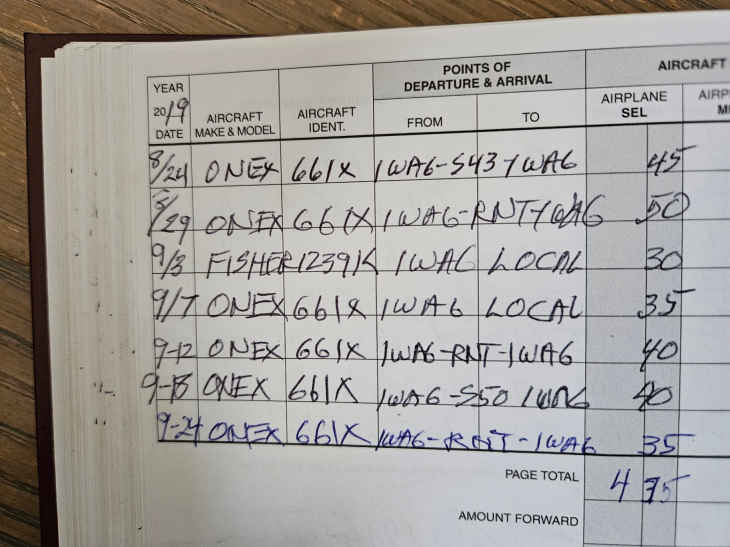 POINTS OF DEPARTURE & ARRIVAL AIRCRAFT
YEAR 2019 DATE AIRCRAFT MAKE & MODEL AIRCRAFT IDENT. FROM TO AIRPLANE SEL
8/24 ONEX 661X 1WA6-S43-1WA6 45
8/29 ONEX 661X 1WA6-RNT-1WA6 50
9/3 FISHER 1239K 1WA6 LOCAL 30
9/7 ONEX 661X 1WA6 LOCAL 35
9-12 ONEX 661X 1WA6-RNT-1WA6 40
ONEX 661X 1WA6-S50 1WA6 40
9-24 ONEX 661X 1WA6-RNT-1WA6 35
PAGE TOTAL 4
AMOUNT FORWARD